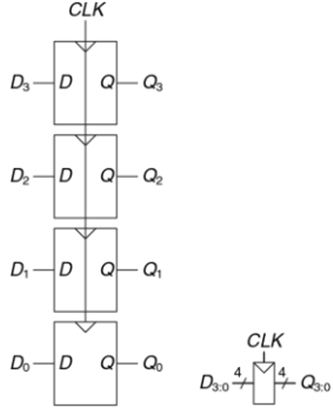 CLK
D₃ D Q Q₃
D₂ D Q Q₂
D₁ D Q Q₁
D₀ D Q Q₀
CLK
D₃:₀ 4 4 Q₃:₀